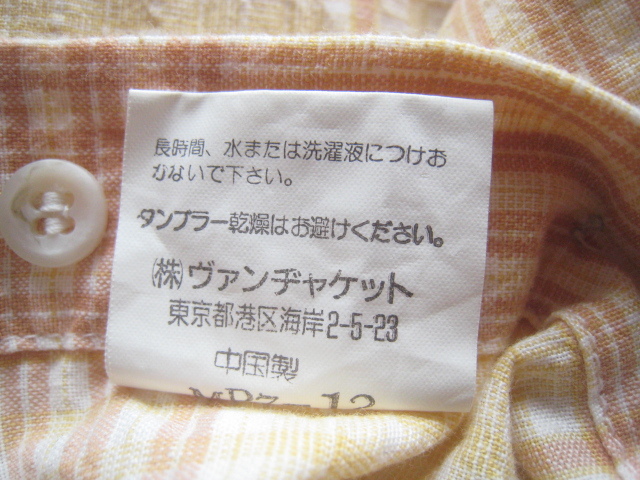 長時間、水または洗濯液につけお
かないで下さい。
タンブラー乾燥はお避けください。
(株)ヴァンヂャケット
東京都港区海岸2-5-23
中国製